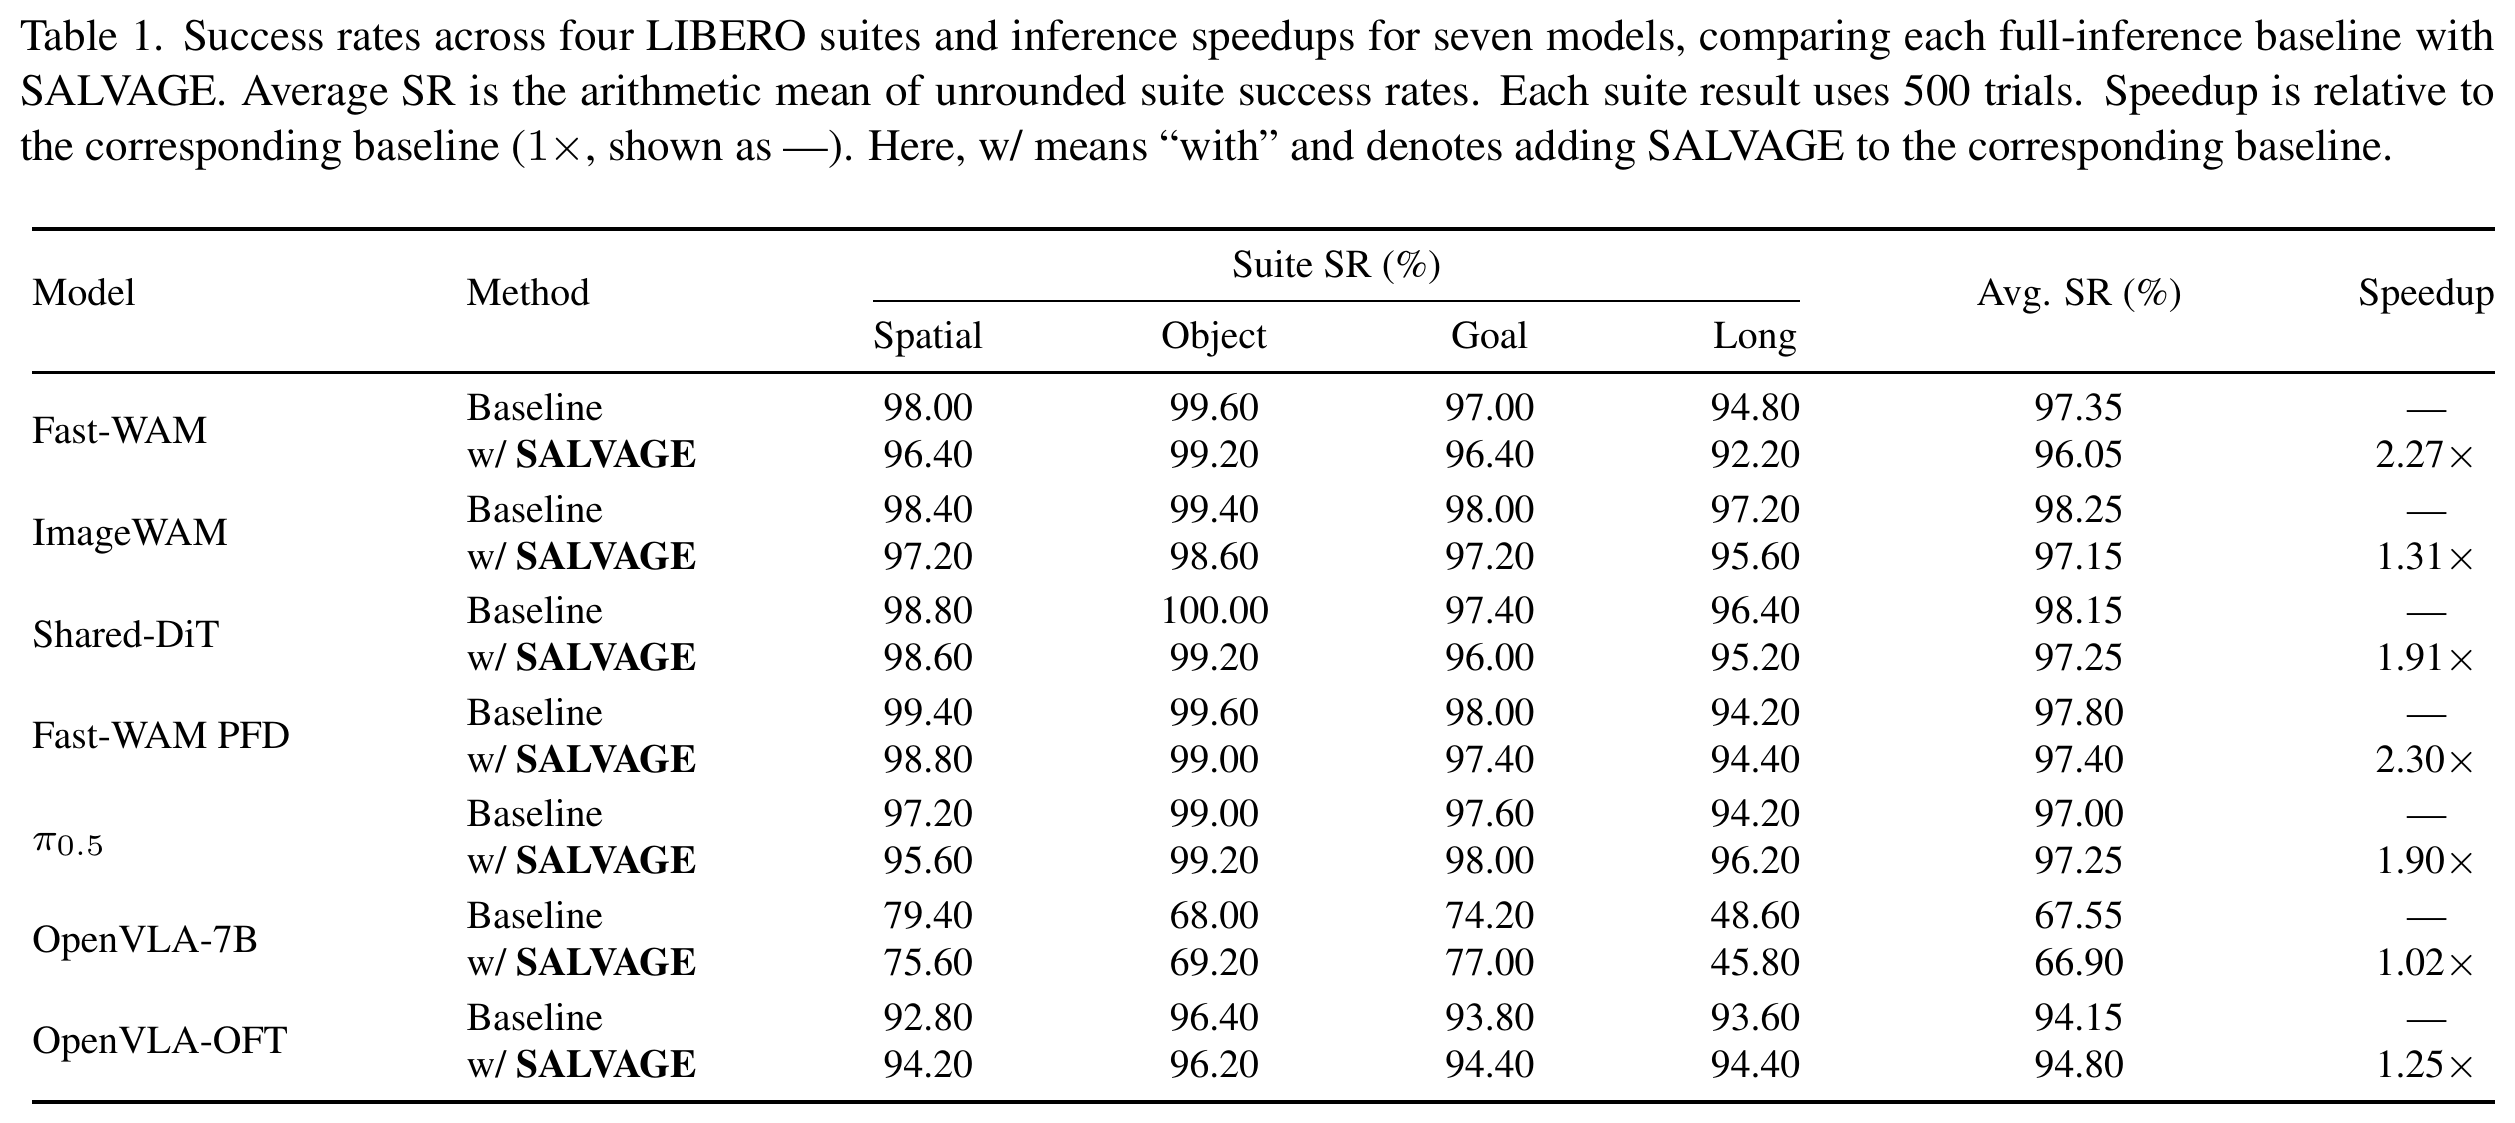 Table 1. Success rates across four LIBERO suites and inference speedups for seven models, comparing each full-inference baseline with
SALVAGE. Average SR is the arithmetic mean of unrounded suite success rates. Each suite result uses 500 trials. Speedup is relative to
the corresponding baseline (1×, shown as —). Here, w/ means “with” and denotes adding SALVAGE to the corresponding baseline.
Model Method Suite SR (%) Avg. SR (%) Speedup
Spatial Object Goal Long
Fast-WAM
Baseline 98.00 99.60 97.00 94.80 97.35 —
w/ SALVAGE 96.40 99.20 96.40 92.20 96.05 2.27×
ImageWAM
Baseline 98.40 99.40 98.00 97.20 98.25 —
w/ SALVAGE 97.20 98.60 97.20 95.60 97.15 1.31×
Shared-DiT
Baseline 98.80 100.00 97.40 96.40 98.15 —
w/ SALVAGE 98.60 99.20 96.00 95.20 97.25 1.91×
Fast-WAM PFD
Baseline 99.40 99.60 98.00 94.20 97.80 —
w/ SALVAGE 98.80 99.00 97.40 94.40 97.40 2.30×
π0.5
Baseline 97.20 99.00 97.60 94.20 97.00 —
w/ SALVAGE 95.60 99.20 98.00 96.20 97.25 1.90×
OpenVLA-7B
Baseline 79.40 68.00 74.20 48.60 67.55 —
w/ SALVAGE 75.60 69.20 77.00 45.80 66.90 1.02×
OpenVLA-OFT
Baseline 92.80 96.40 93.80 93.60 94.15 —
w/ SALVAGE 94.20 96.20 94.40 94.40 94.80 1.25×